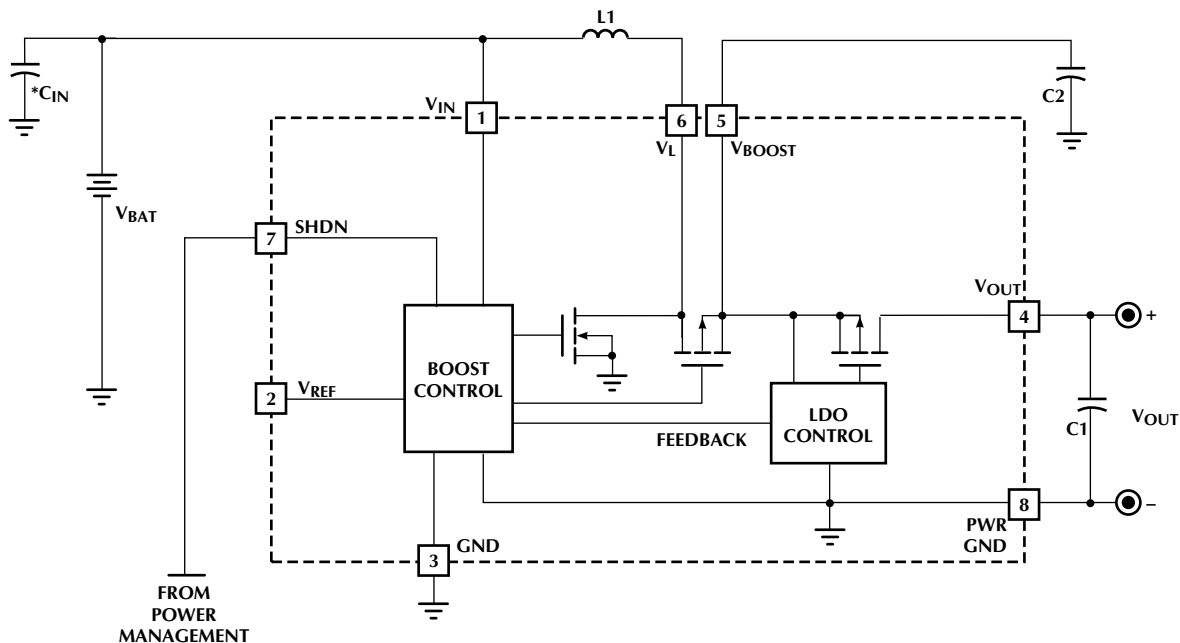 L1
*CIN
VIN
1
6
5
C2
VL
VBOOST
VBAT
7
SHDN
VOUT
4
+
BOOST
CONTROL
2
VREF
LDO
CONTROL
FEEDBACK
C1
VOUT
8
–
PWR
GND
3
GND
FROM
POWER
MANAGEMENT